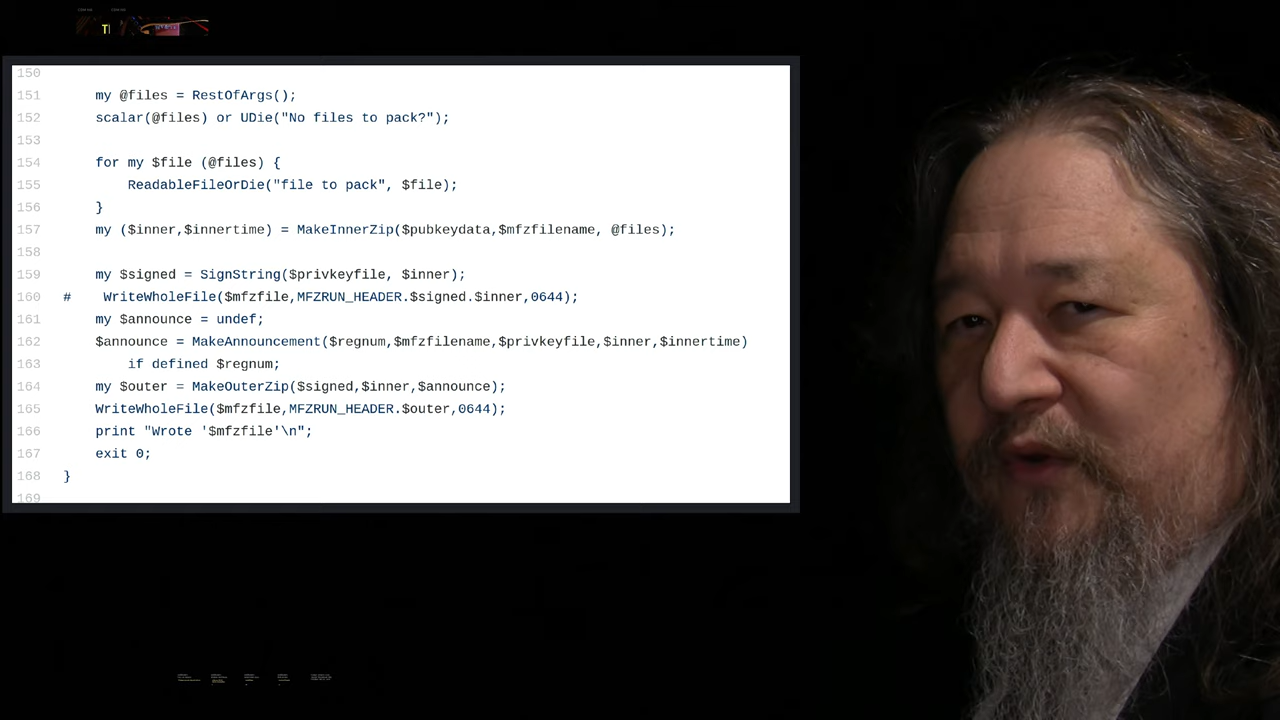 150
151 my @files = RestOfArgs();
152 scalar(@files) or UDie("No files to pack?");
153
154 for my $file (@files) {
155 ReadableFileOrDie("file to pack", $file);
156 }
157 my ($inner,$innertime) = MakeInnerZip($pubkeydata,$mfzfilename, @files);
158
159 my $signed = SignString($privkeyfile, $inner);
160 # WriteWholeFile($mfzfile,MFZRUN_HEADER.$signed.$inner,0644);
161 my $announce = undef;
162 $announce = MakeAnnouncement($regnum,$mfzfilename,$privkeyfile,$inner,$innertime)
163 if defined $regnum;
164 my $outer = MakeOuterZip($signed,$inner,$announce);
165 WriteWholeFile($mfzfile,MFZRUN_HEADER.$outer,0644);
166 print "Wrote '$mfzfile'\n";
167 exit 0;
168 }
169